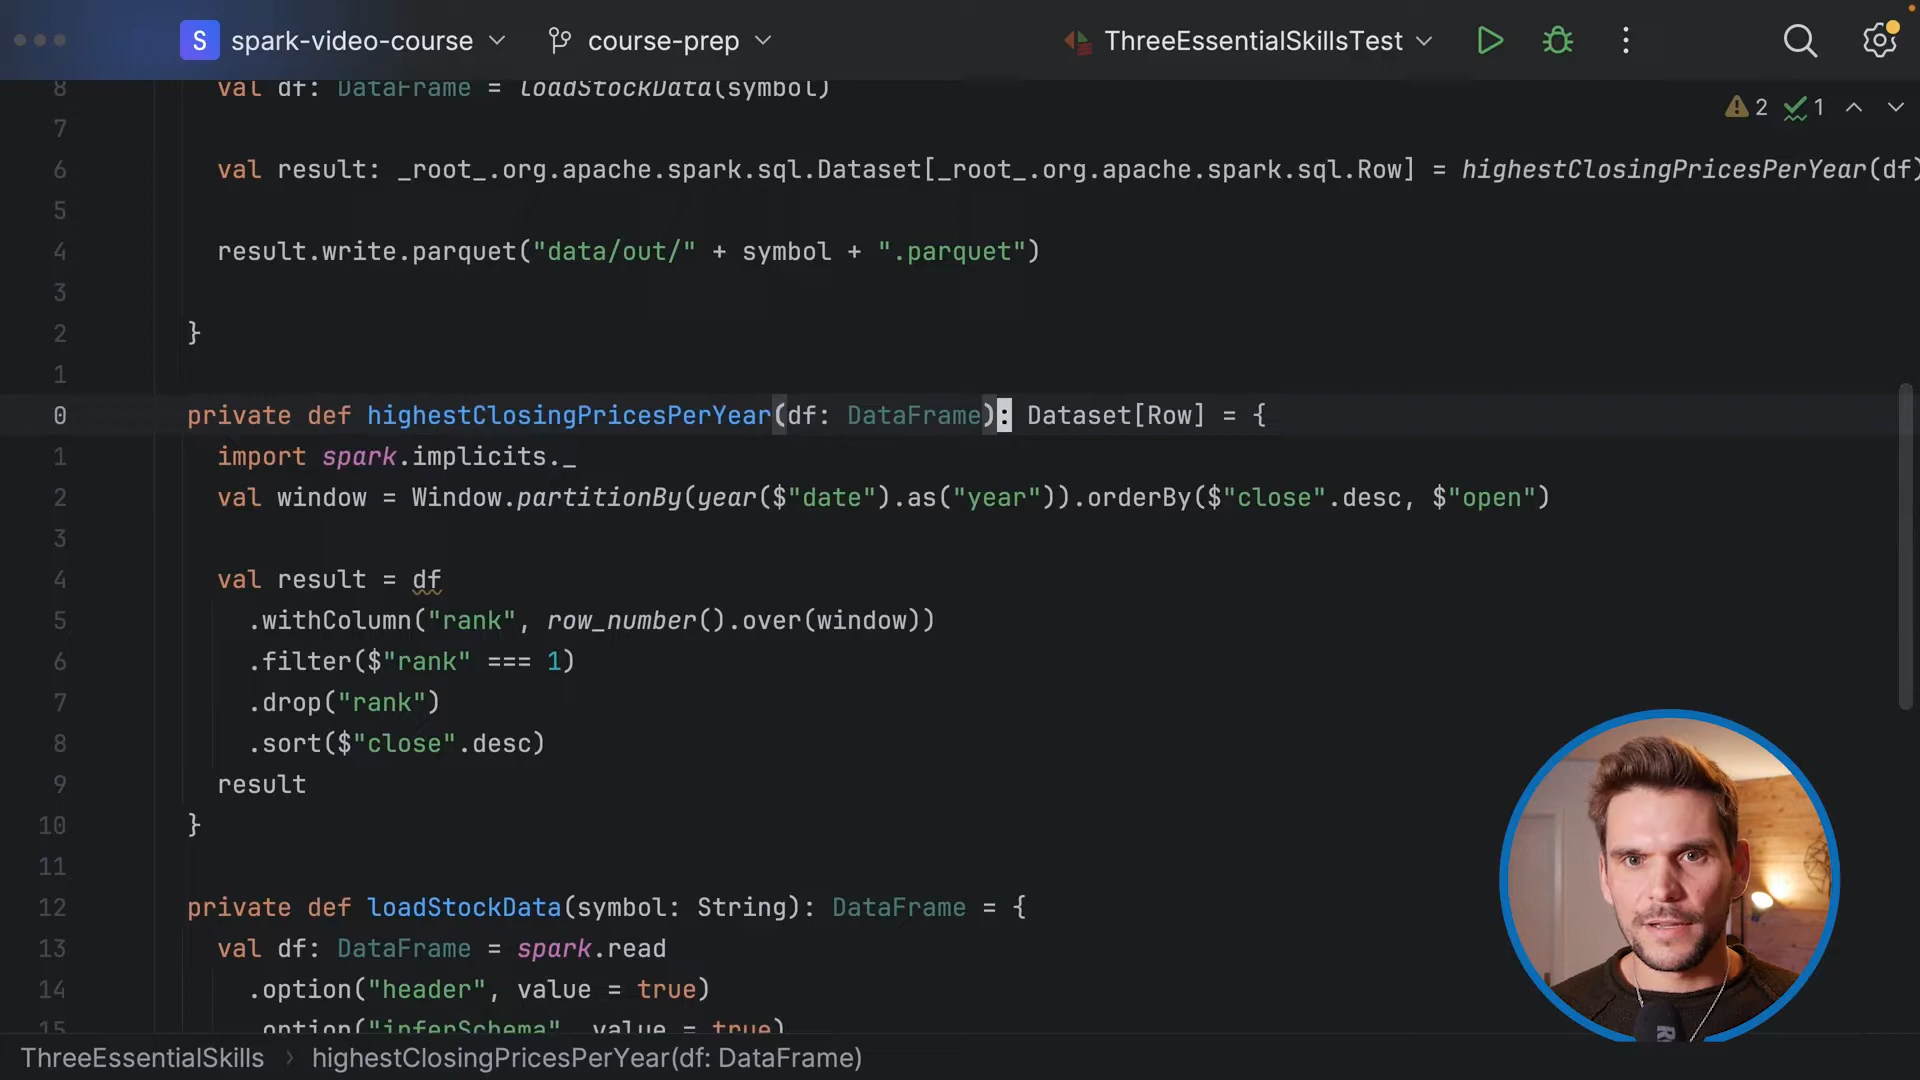 S spark-video-course course-prep ThreeEssentialSkillsTest
8 val df: DataFrame = loadStockData(symbol)
2 1
7
6 val result: _root_.org.apache.spark.sql.Dataset[_root_.org.apache.spark.sql.Row] = highestClosingPricesPerYear(df)
5
4 result.write.parquet("data/out/" + symbol + ".parquet")
3
2 }
1
0 private def highestClosingPricesPerYear(df: DataFrame): Dataset[Row] = {
1 import spark.implicits._
2 val window = Window.partitionBy(year($"date").as("year")).orderBy($"close".desc, $"open")
3
4 val result = df
5 .withColumn("rank", row_number().over(window))
6 .filter($"rank" === 1)
7 .drop("rank")
8 .sort($"close".desc)
9 result
10 }
11
12 private def loadStockData(symbol: String): DataFrame = {
13 val df: DataFrame = spark.read
14 .option("header", value = true)
15 .option("inferSchema", value = true)
ThreeEssentialSkills > highestClosingPricesPerYear(df: DataFrame)